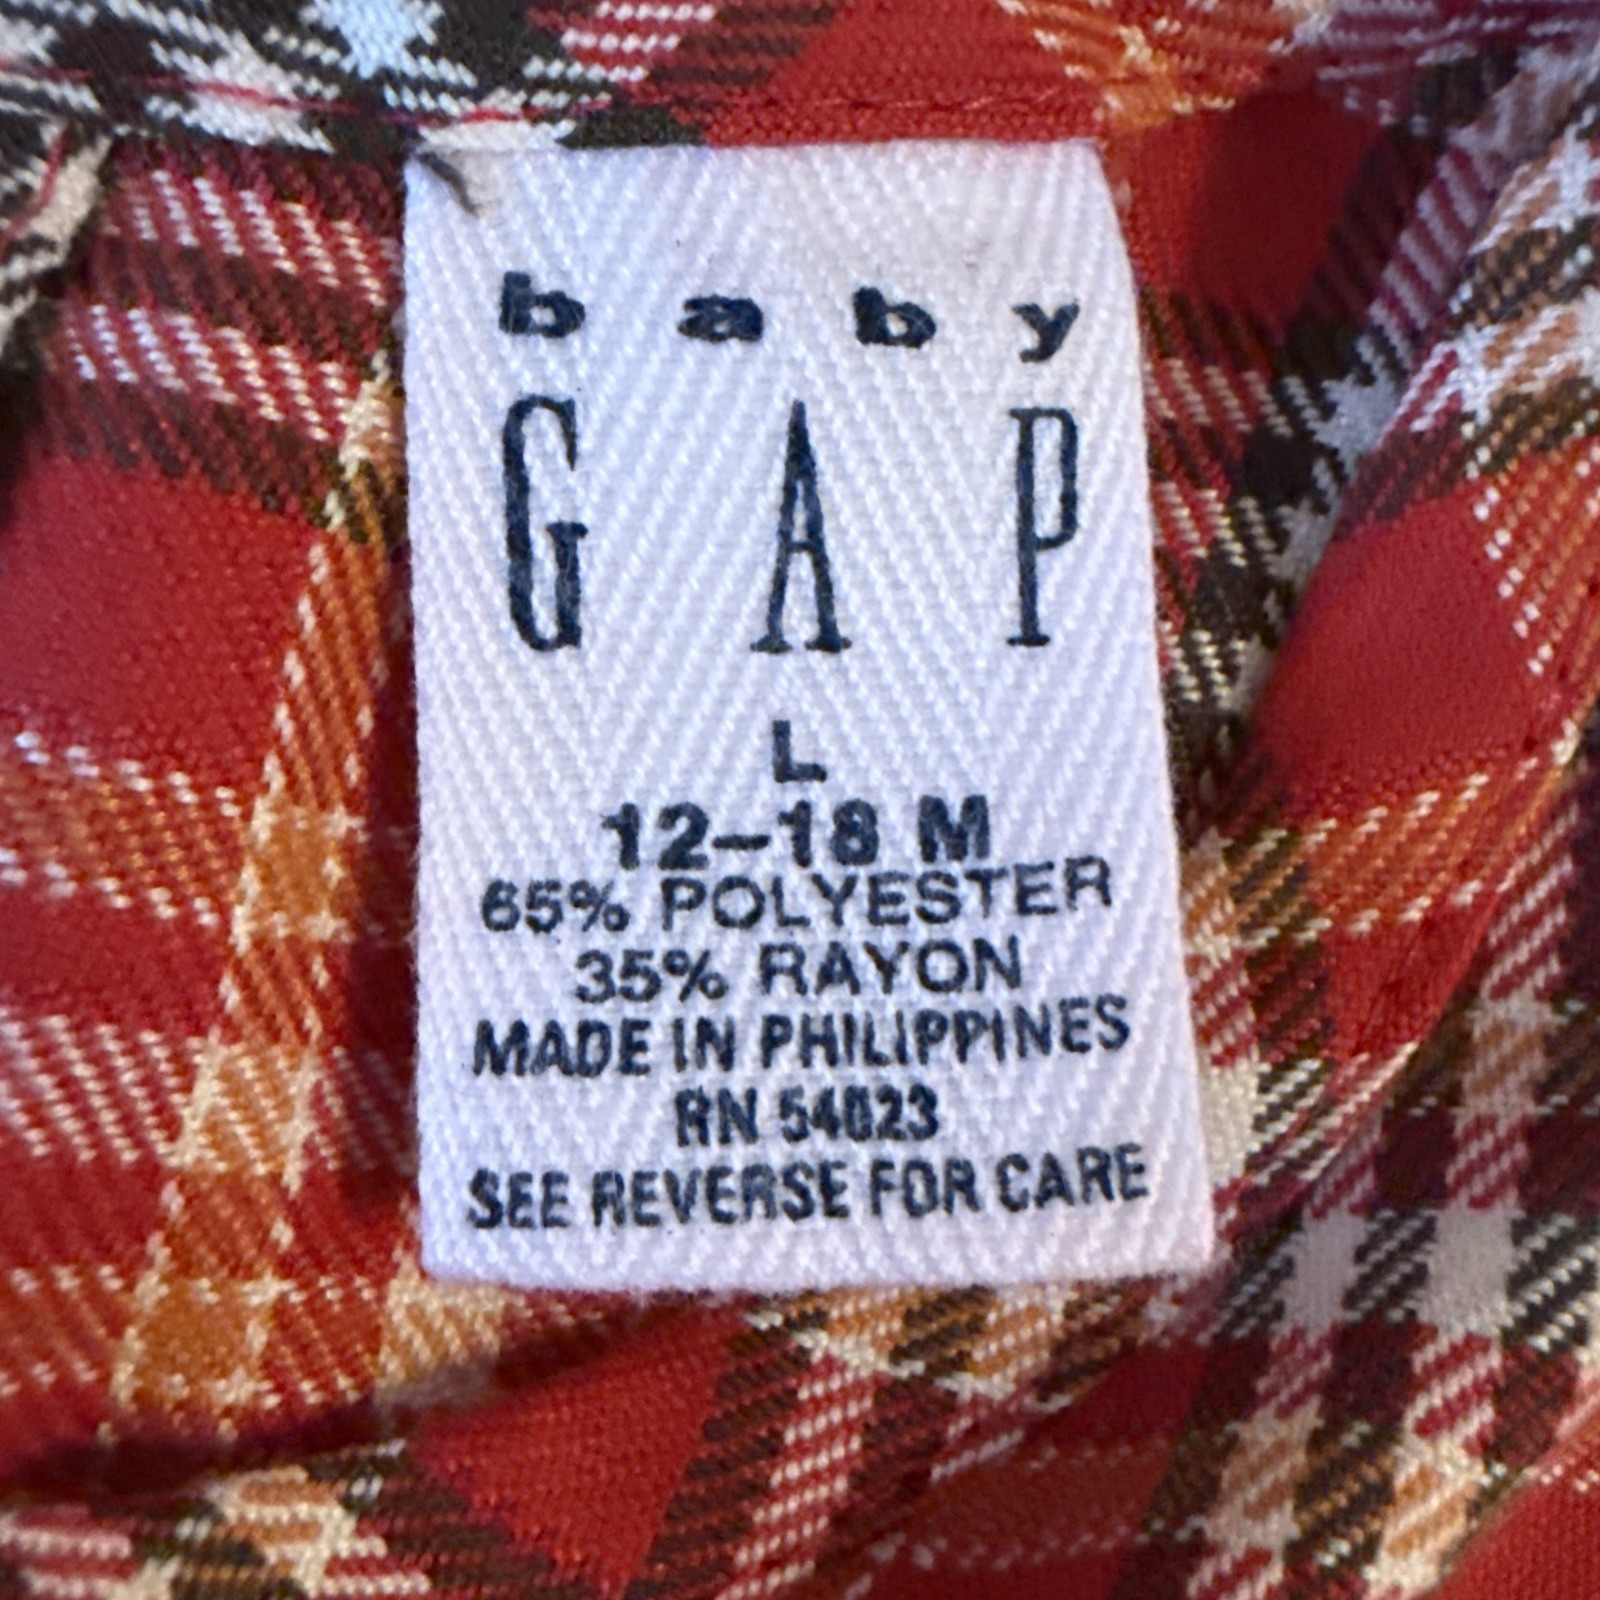 baby
GAP
L
12–18 M
65% POLYESTER
35% RAYON
MADE IN PHILIPPINES
RN 54023
SEE REVERSE FOR CARE